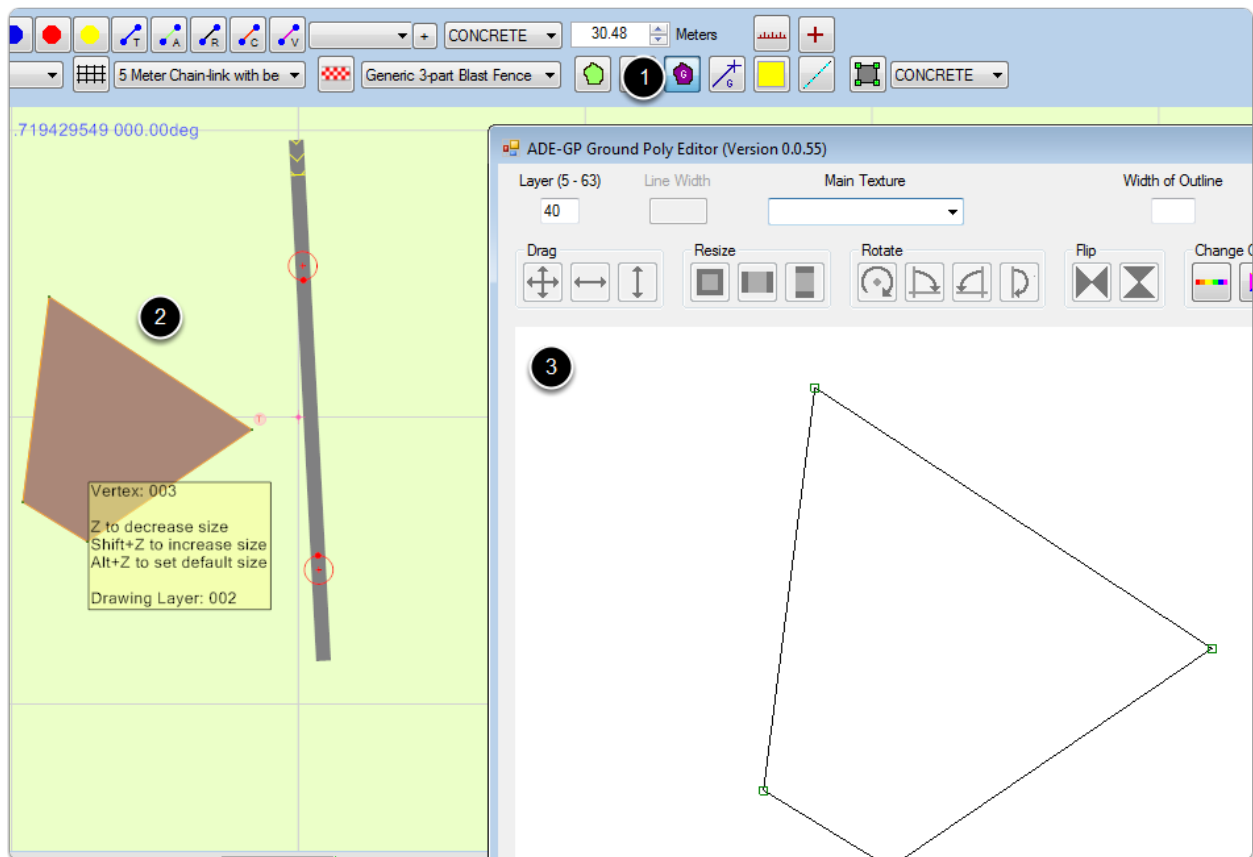 T A R C V + CONCRETE 30.48 Meters
5 Meter Chain-link with be Generic 3-part Blast Fence 1 G G CONCRETE
.719429549 000.00deg
ADE-GP Ground Poly Editor (Version 0.0.55)
Layer (5 - 63) Line Width Main Texture Width of Outline
40
Drag Resize Rotate Flip Change
2
3
T
Vertex: 003
Z to decrease size
Shift+Z to increase size
Alt+Z to set default size
Drawing Layer: 002